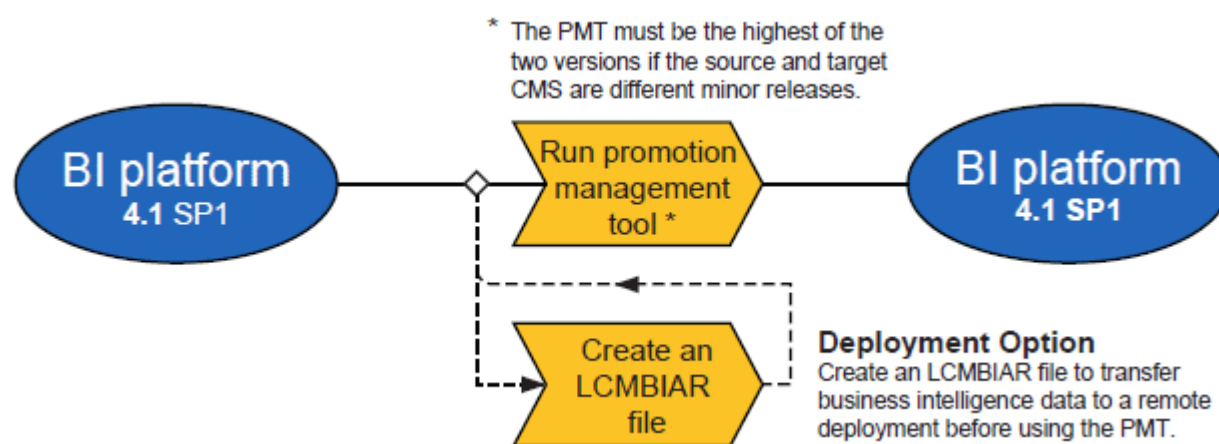 * The PMT must be the highest of the
two versions if the source and target
CMS are different minor releases.
BI platform
4.1 SP1
Run promotion
management
tool *
BI platform
4.1 SP1
Create an
LCMBIAR
file
Deployment Option
Create an LCMBIAR file to transfer
business intelligence data to a remote
deployment before using the PMT.